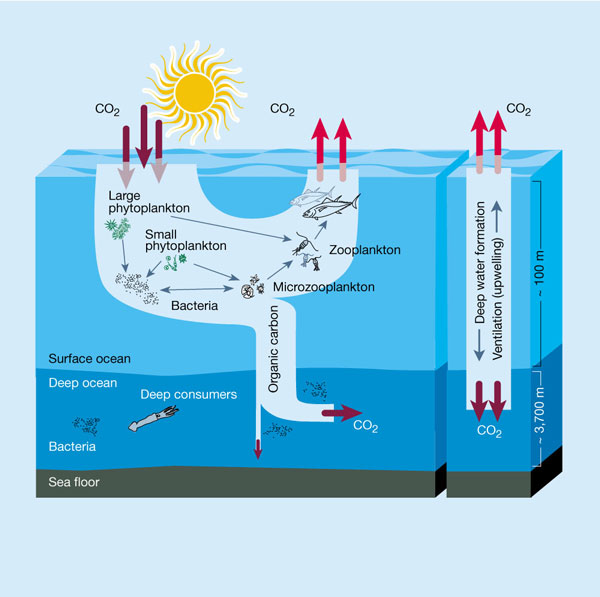 CO2
CO2
CO2
Large
phytoplankton
Small
phytoplankton
Zooplankton
Bacteria
Microzooplankton
Organic carbon
Surface ocean
Deep ocean
Deep consumers
Bacteria
CO2
Sea floor
Deep water formation
Ventilation (upwelling)
CO2
~ 100 m
~ 3,700 m